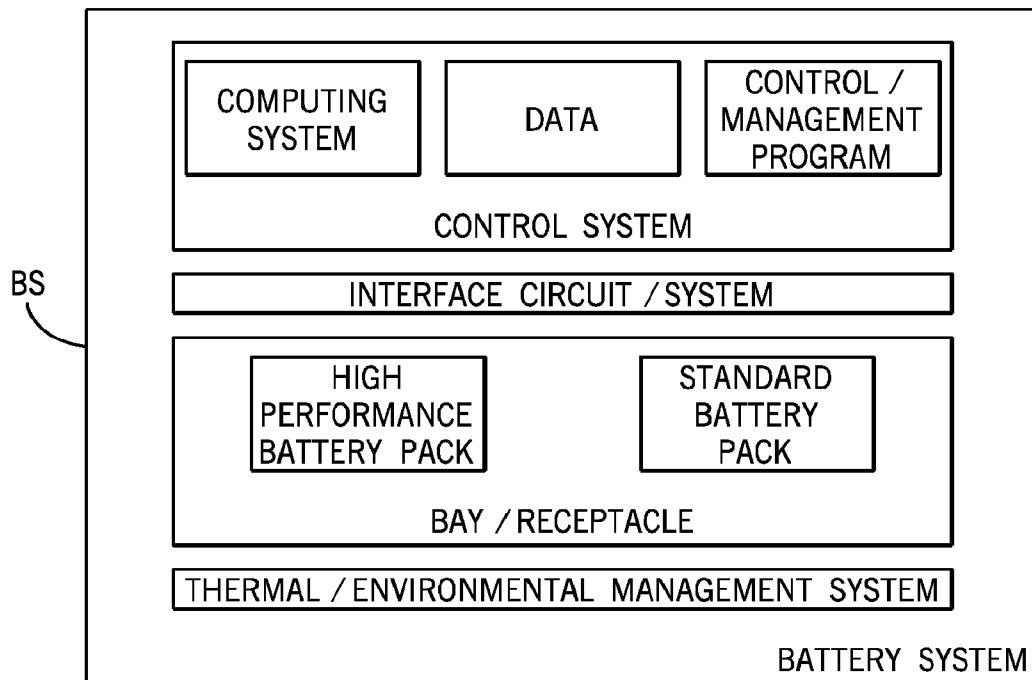 COMPUTING
SYSTEM
DATA
CONTROL /
MANAGEMENT
PROGRAM
CONTROL SYSTEM
BS
INTERFACE CIRCUIT / SYSTEM
HIGH
PERFORMANCE
BATTERY PACK
STANDARD
BATTERY
PACK
BAY / RECEPTACLE
THERMAL / ENVIRONMENTAL MANAGEMENT SYSTEM
BATTERY SYSTEM